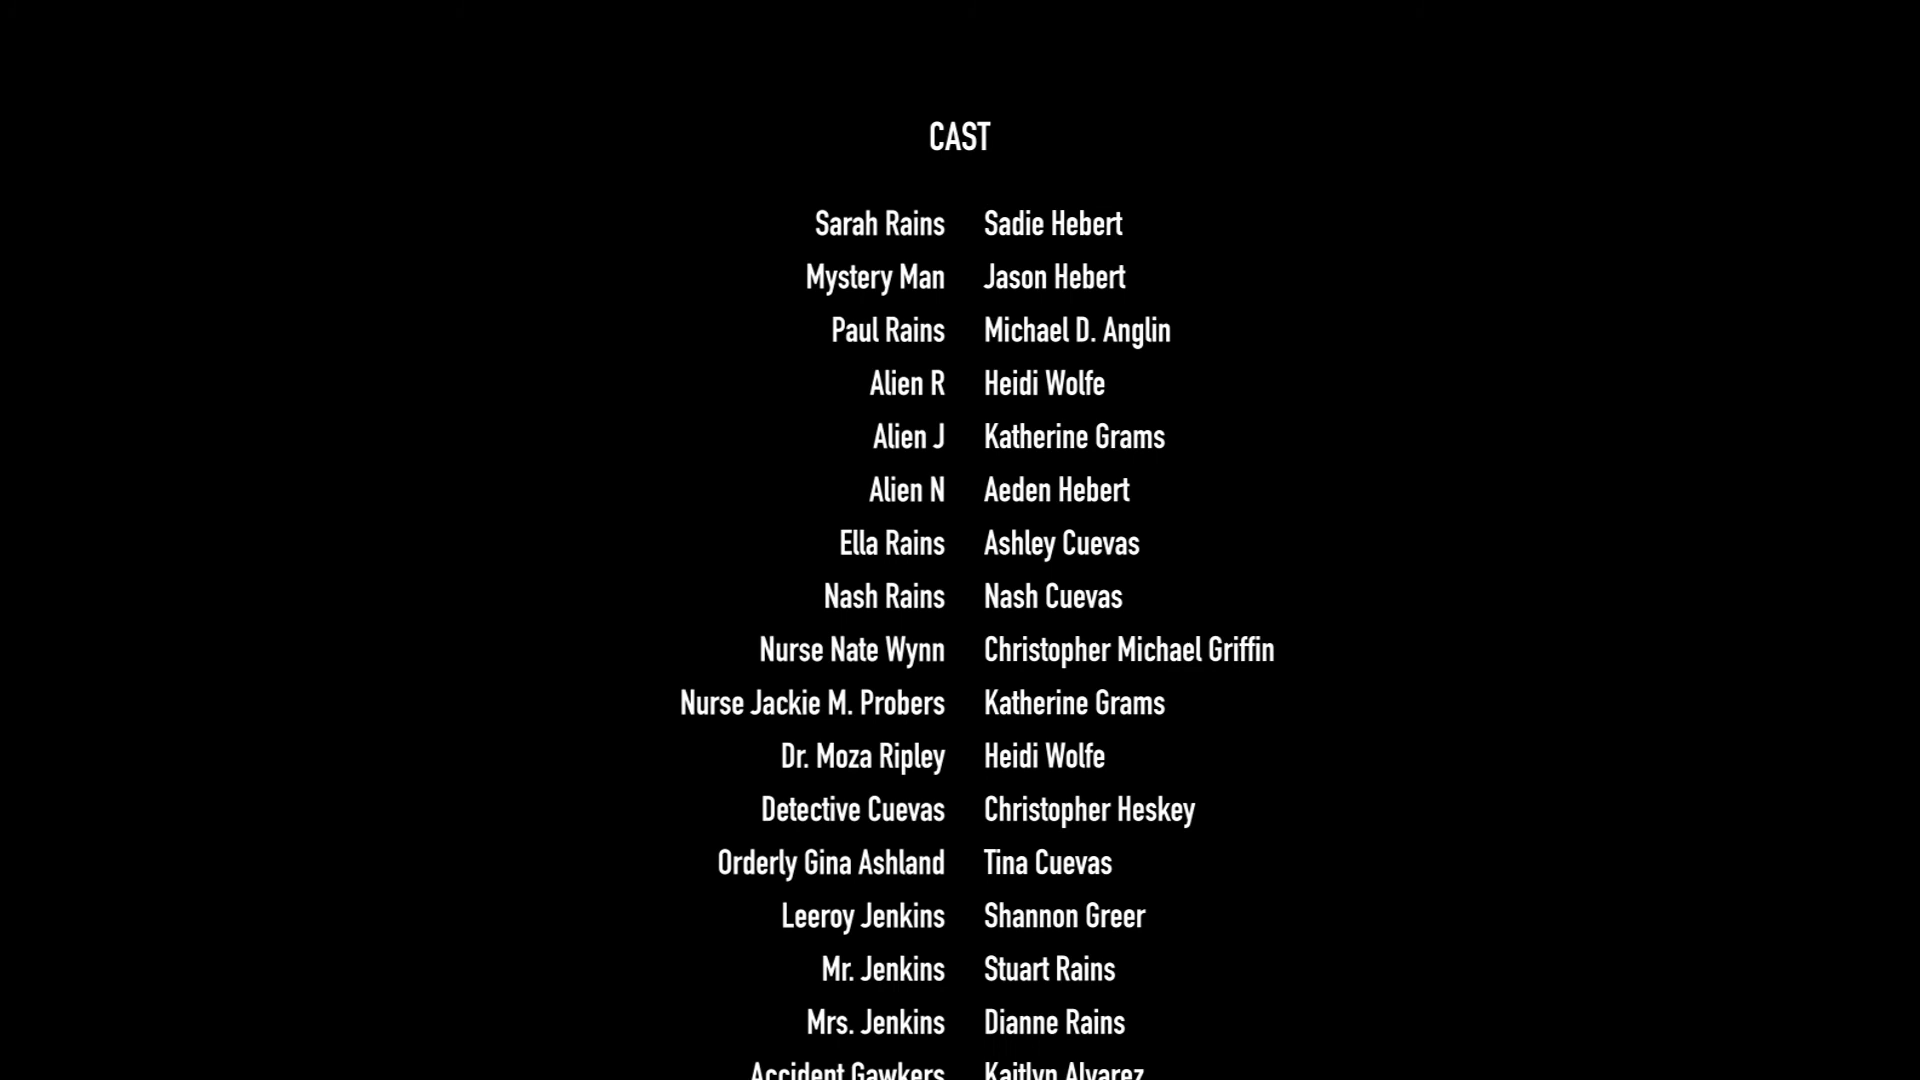 CAST
Sarah Rains Sadie Hebert
Mystery Man Jason Hebert
Paul Rains Michael D. Anglin
Alien R Heidi Wolfe
Alien J Katherine Grams
Alien N Aeden Hebert
Ella Rains Ashley Cuevas
Nash Rains Nash Cuevas
Nurse Nate Wynn Christopher Michael Griffin
Nurse Jackie M. Probers Katherine Grams
Dr. Moza Ripley Heidi Wolfe
Detective Cuevas Christopher Heskey
Orderly Gina Ashland Tina Cuevas
Leeroy Jenkins Shannon Greer
Mr. Jenkins Stuart Rains
Mrs. Jenkins Dianne Rains
Accident Gawkers Kaitlyn Alvarez